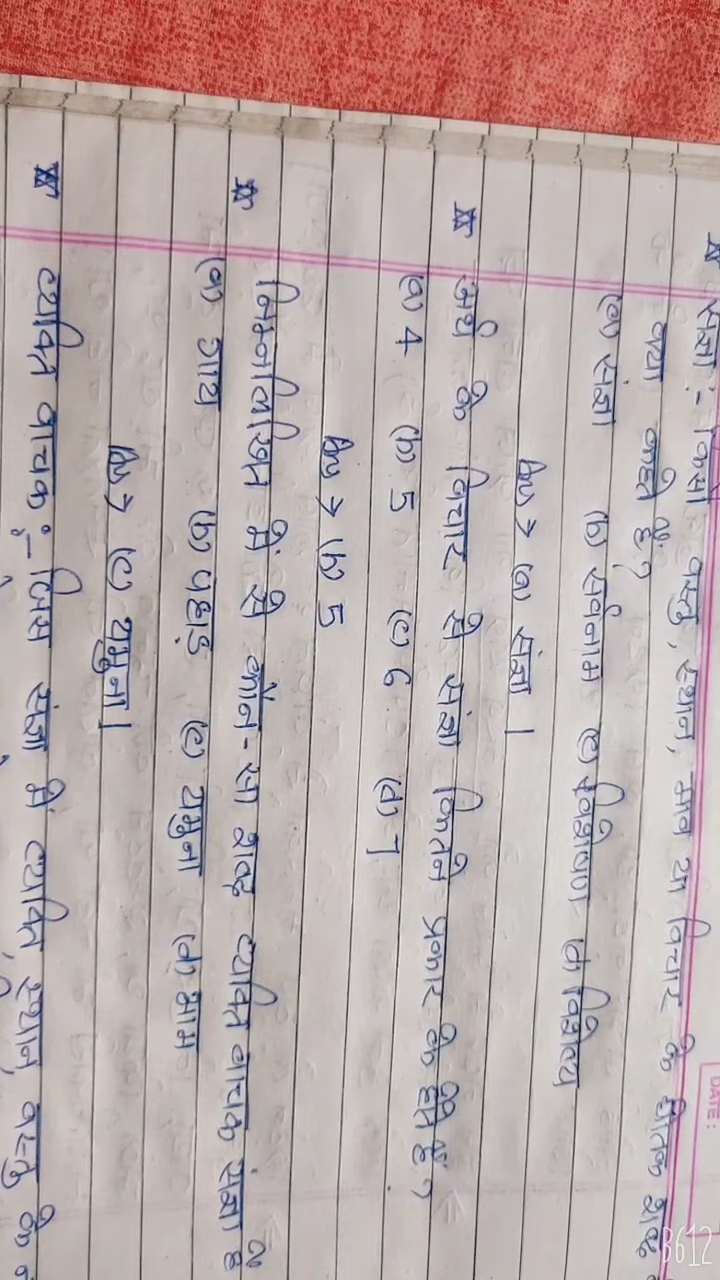 DATE:
☆ संज्ञा :- किसी वस्तु, स्थान, भाव या विचार के द्योतक शब्द
क्या कहते हैं?
(a) संज्ञा (b) सर्वनाम (c) विशेषण (d) विशेष्य
Ans > (a) संज्ञा |
☆ अर्थ के विचार से संज्ञा कितने प्रकार के होते हैं?
(a) 4 (b) 5 (c) 6 (d) 7
Ans > (b) 5
☆ निम्नलिखित में से कौन-सा शब्द व्यक्ति वाचक संज्ञा है
(a) गाय (b) पहाड़ (c) यमुना (d) आम
Ans > (c) यमुना |
☆ व्यक्ति वाचक :- जिस संज्ञा में व्यक्ति, स्थान, वस्तु के
B612